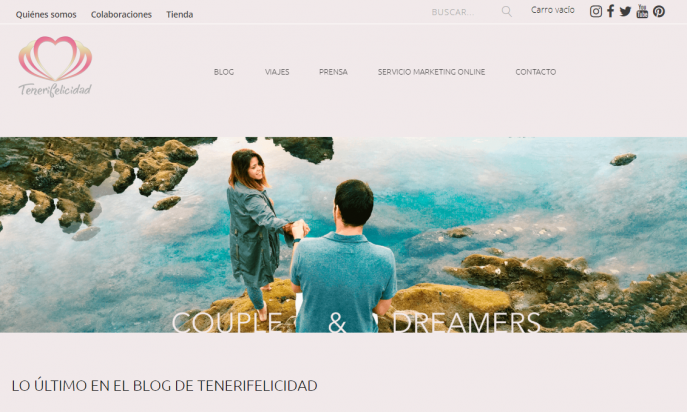 Quiénes somos Colaboraciones Tienda
BUSCAR... Carro vacío
Tenerifelicidad
BLOG VIAJES PRENSA SERVICIO MARKETING ONLINE CONTACTO
COUPLE & DREAMERS
LO ÚLTIMO EN EL BLOG DE TENERIFELICIDAD